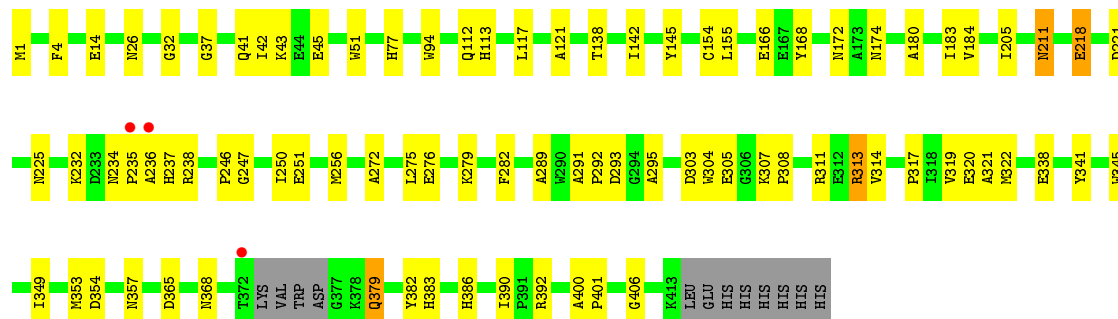 M1 F4 E14 N26 G32 G37 Q41 I42 K43 E44 E45 W51 H77 W94 Q112 H113 L117 A121 T138 I142 Y145 C154 L155 E166 E167 Y168 N172 A173 N174 A180 I183 V184 I205 N211 E218 D221
N225 K232 D233 N234 P235 A236 H237 R238 P246 G247 I250 E251 M256 A272 L275 E276 K279 F282 A289 W290 A291 P292 D293 G294 A295 D303 W304 E305 G306 K307 P308 R311 E312 R313 V314 P317 I318 V319 E320 A321 M322 E338 Y341 W345
I349 M353 D354 N357 D365 N368 T372 LYS VAL TRP ASP G377 K378 Q379 Y382 H383 H386 I390 P391 R392 A400 P401 G406 K413 LEU GLU HIS HIS HIS HIS HIS HIS